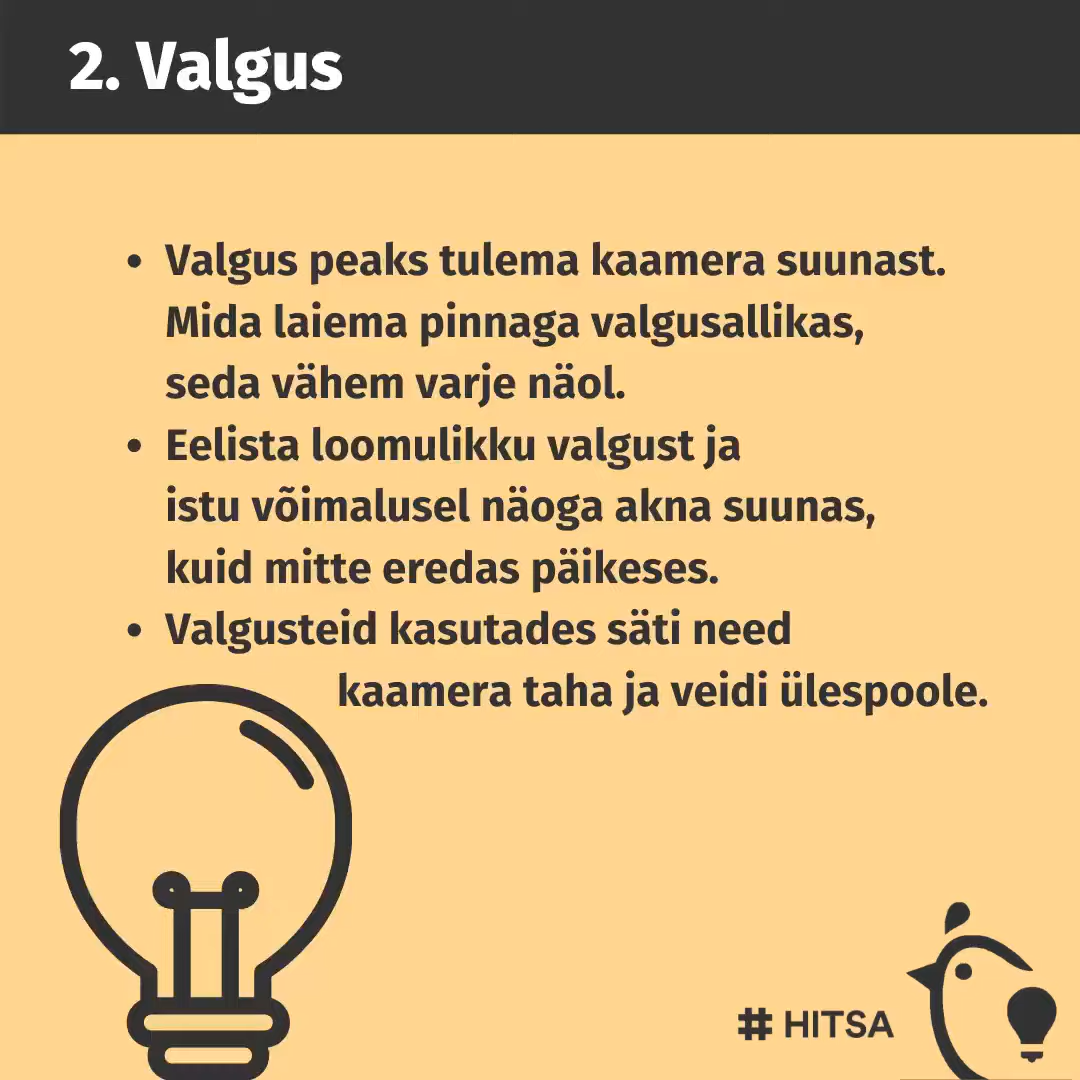 2. Valgus
• Valgus peaks tulema kaamera suunast.
Mida laiema pinnaga valgusallikas,
seda vähem varje näol.
• Eelista loomulikku valgust ja
istu võimalusel näoga akna suunas,
kuid mitte eredas päikeses.
• Valgusteid kasutades säti need
kaamera taha ja veidi ülespoole.
# HITSA